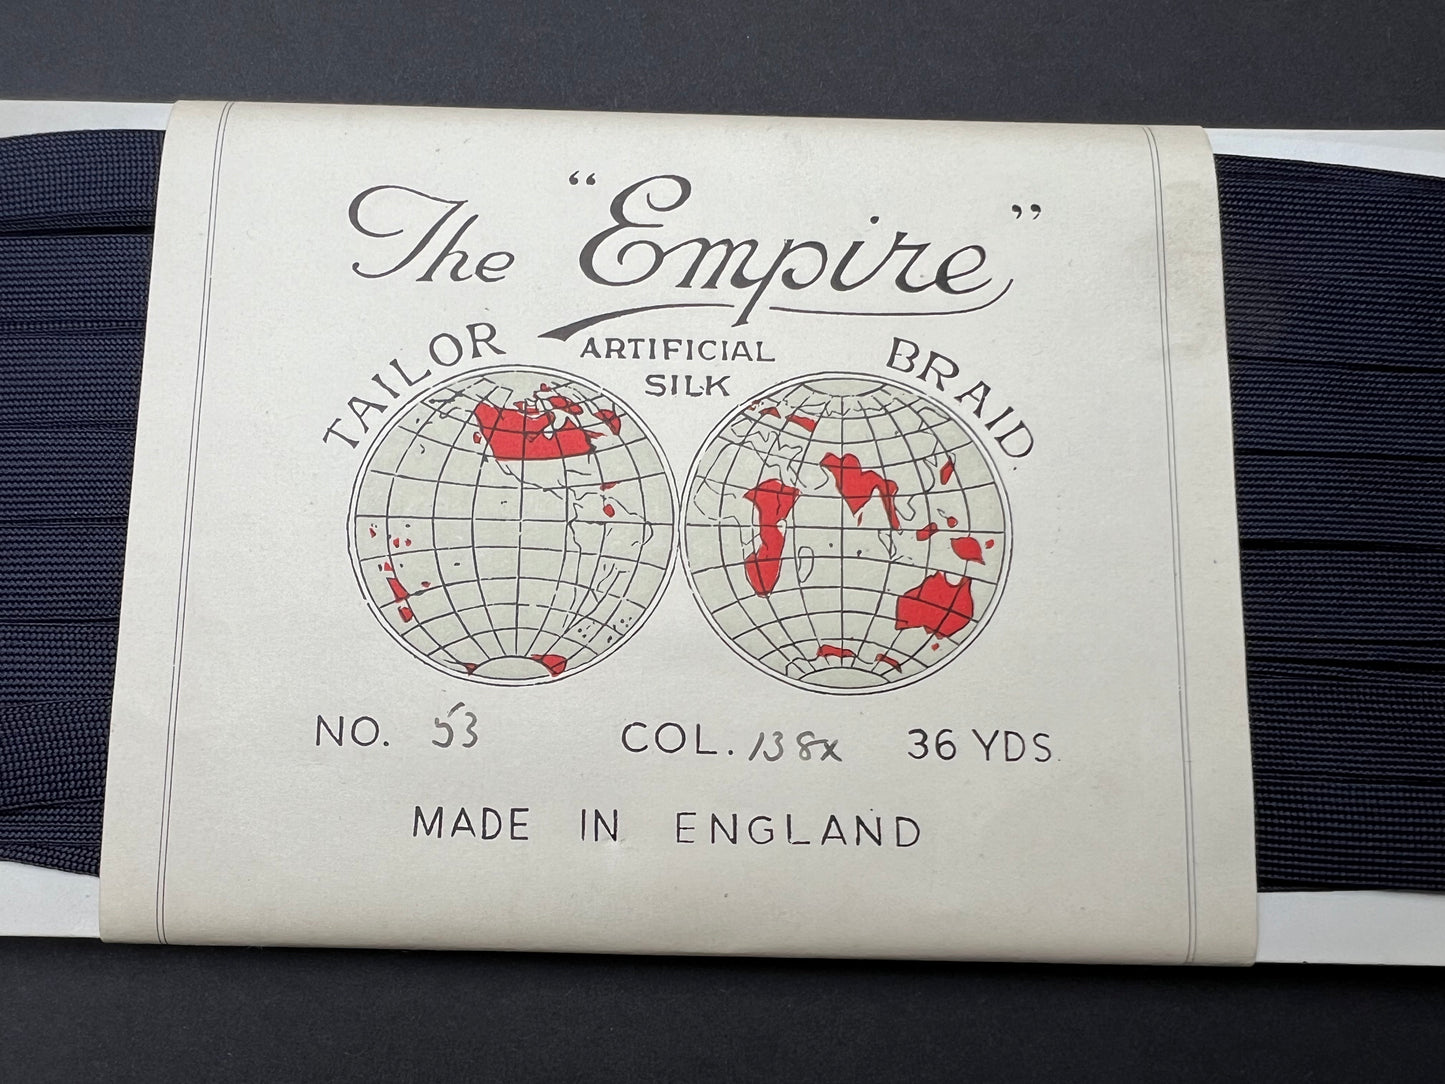 The "Empire"
TAILOR ARTIFICIAL BRAID
SILK
NO. 53 COL. 138x 36 YDS.
MADE IN ENGLAND